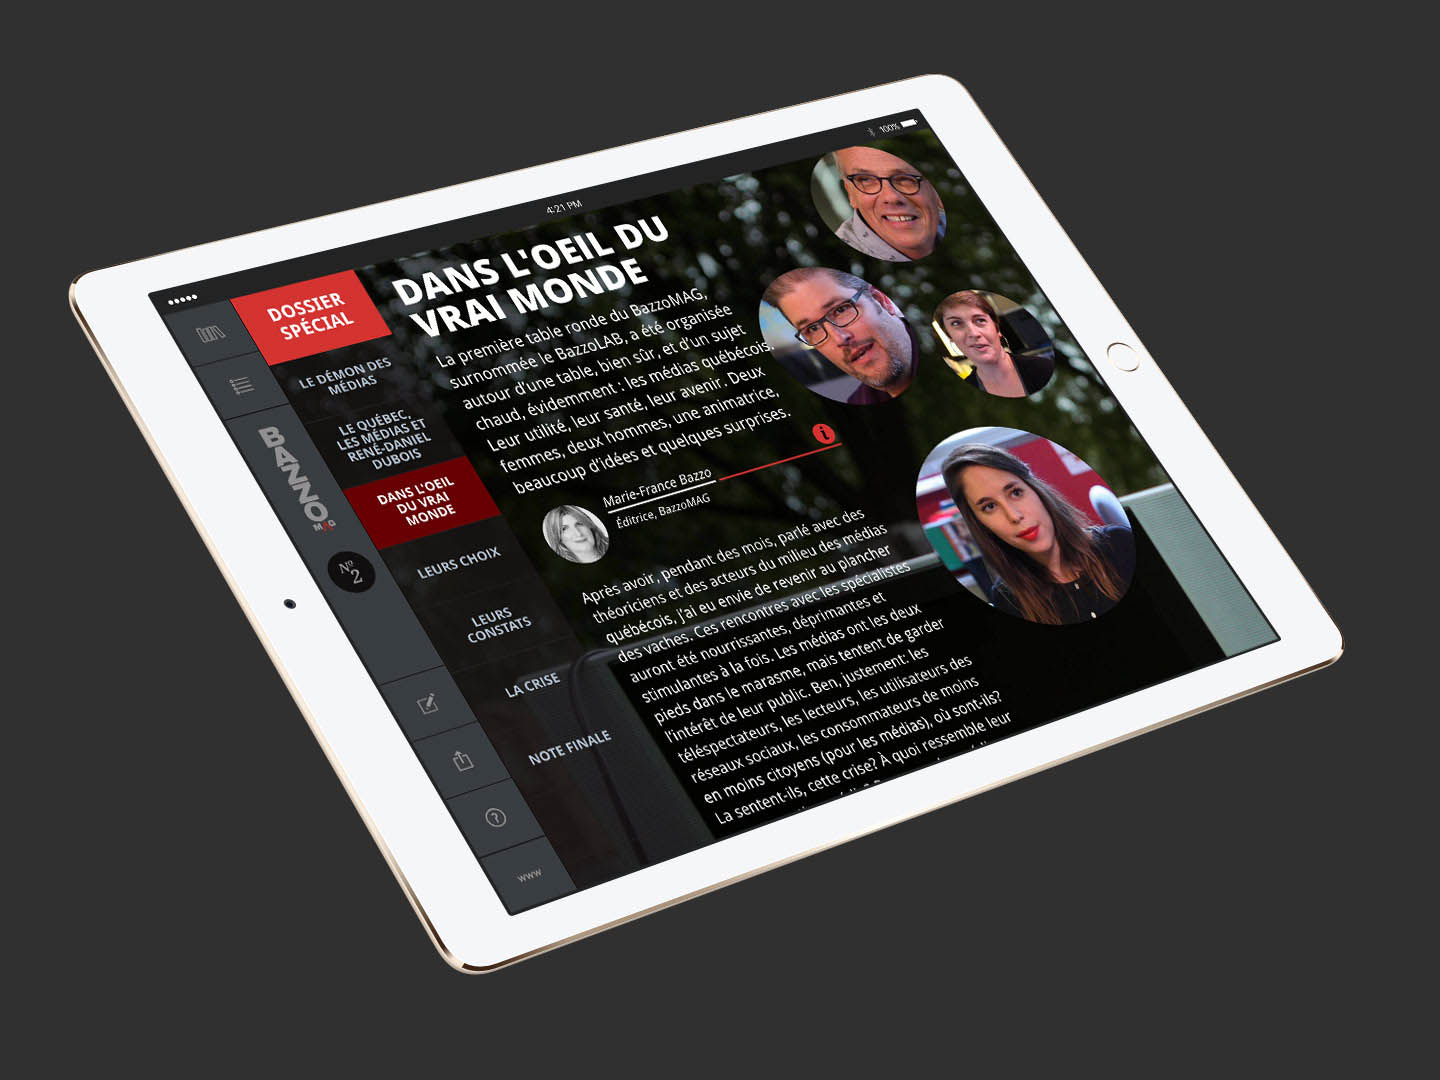 4:21 PM
100%
DOSSIER
SPÉCIAL
LE DÉMON DES
MÉDIAS
LE QUÉBEC,
LES MÉDIAS ET
RENÉ-DANIEL
DUBOIS
DANS L'OEIL
DU VRAI
MONDE
LEURS CHOIX
LEURS
CONSTATS
LA CRISE
NOTE FINALE
BAZZO
MAG
No
2
?
www
DANS L'OEIL DU
VRAI MONDE
La première table ronde du BazzoMAG,
surnommée le BazzoLAB, a été organisée
autour d'une table, bien sûr, et d'un sujet
chaud, évidemment : les médias québécois.
Leur utilité, leur santé, leur avenir. Deux
femmes, deux hommes, une animatrice,
beaucoup d'idées et quelques surprises.
i
Marie-France Bazzo
Éditrice, BazzoMAG
Après avoir, pendant des mois, parlé avec des
théoriciens et des acteurs du milieu des médias
québécois, j'ai eu envie de revenir au plancher
des vaches. Ces rencontres avec les spécialistes
auront été nourrissantes, déprimantes et
stimulantes à la fois. Les médias ont les deux
pieds dans le marasme, mais tentent de garder
l'intérêt de leur public. Ben, justement: les
téléspectateurs, les lecteurs, les utilisateurs des
réseaux sociaux, les consommateurs de moins
en moins citoyens (pour les médias), où sont-ils?
La sentent-ils, cette crise? À quoi ressemble leur